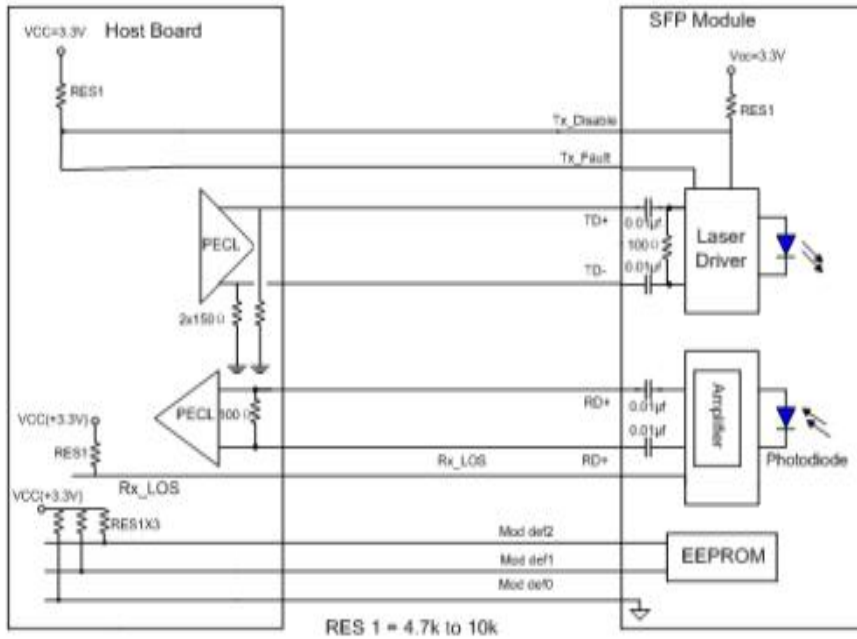 Host Board
SFP Module
VCC=3.3V
Vcc=3.3V
RES1
RES1
Tx_Disable
Tx_Fault
PECL
TD+
0.01µf
100Ω
TD-
0.01µf
Laser
Driver
2x150Ω
PECL
100Ω
RD+
0.01µf
0.01µf
Amplifier
VCC(+3.3V)
RES1
Rx_LOS
RD+
Photodiode
Rx_LOS
VCC(+3.3V)
RES1X3
Mod def2
EEPROM
Mod def1
Mod def0
RES 1 = 4.7k to 10k